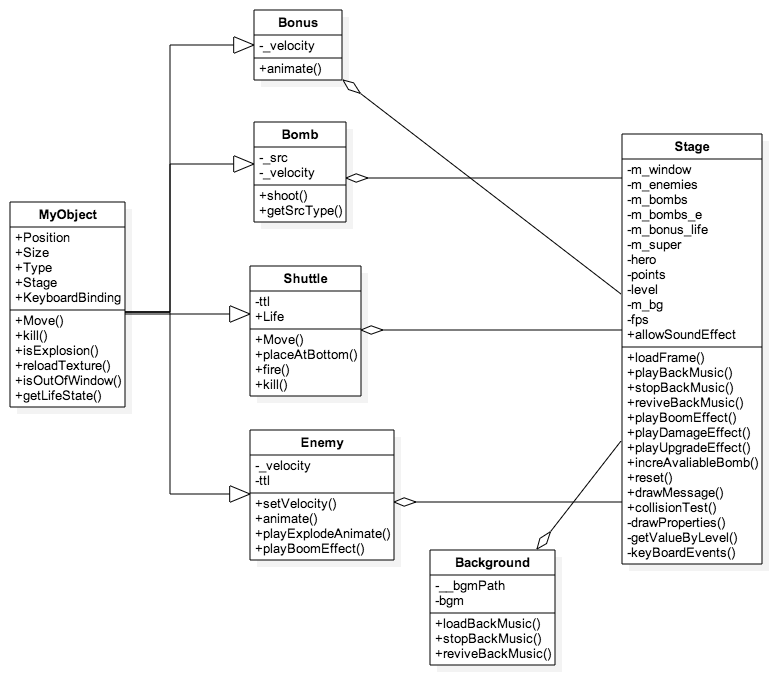 Bonus
-_velocity
+animate()
Bomb
-_src
-_velocity
+shoot()
+getSrcType()
MyObject
+Position
+Size
+Type
+Stage
+KeyboardBinding
+Move()
+kill()
+isExplosion()
+reloadTexture()
+isOutOfWindow()
+getLifeState()
Shuttle
-ttl
+Life
+Move()
+placeAtBottom()
+fire()
+kill()
Enemy
-_velocity
-ttl
+setVelocity()
+animate()
+playExplodeAnimate()
+playBoomEffect()
Stage
-m_window
-m_enemies
-m_bombs
-m_bombs_e
-m_bonus_life
-m_super
-hero
-points
-level
-m_bg
-fps
+allowSoundEffect
+loadFrame()
+playBackMusic()
+stopBackMusic()
+reviveBackMusic()
+playBoomEffect()
+playDamageEffect()
+playUpgradeEffect()
+increAvaliableBomb()
+reset()
+drawMessage()
+collisionTest()
-drawProperties()
-getValueByLevel()
-keyBoardEvents()
Background
-__bgmPath
-bgm
+loadBackMusic()
+stopBackMusic()
+reviveBackMusic()